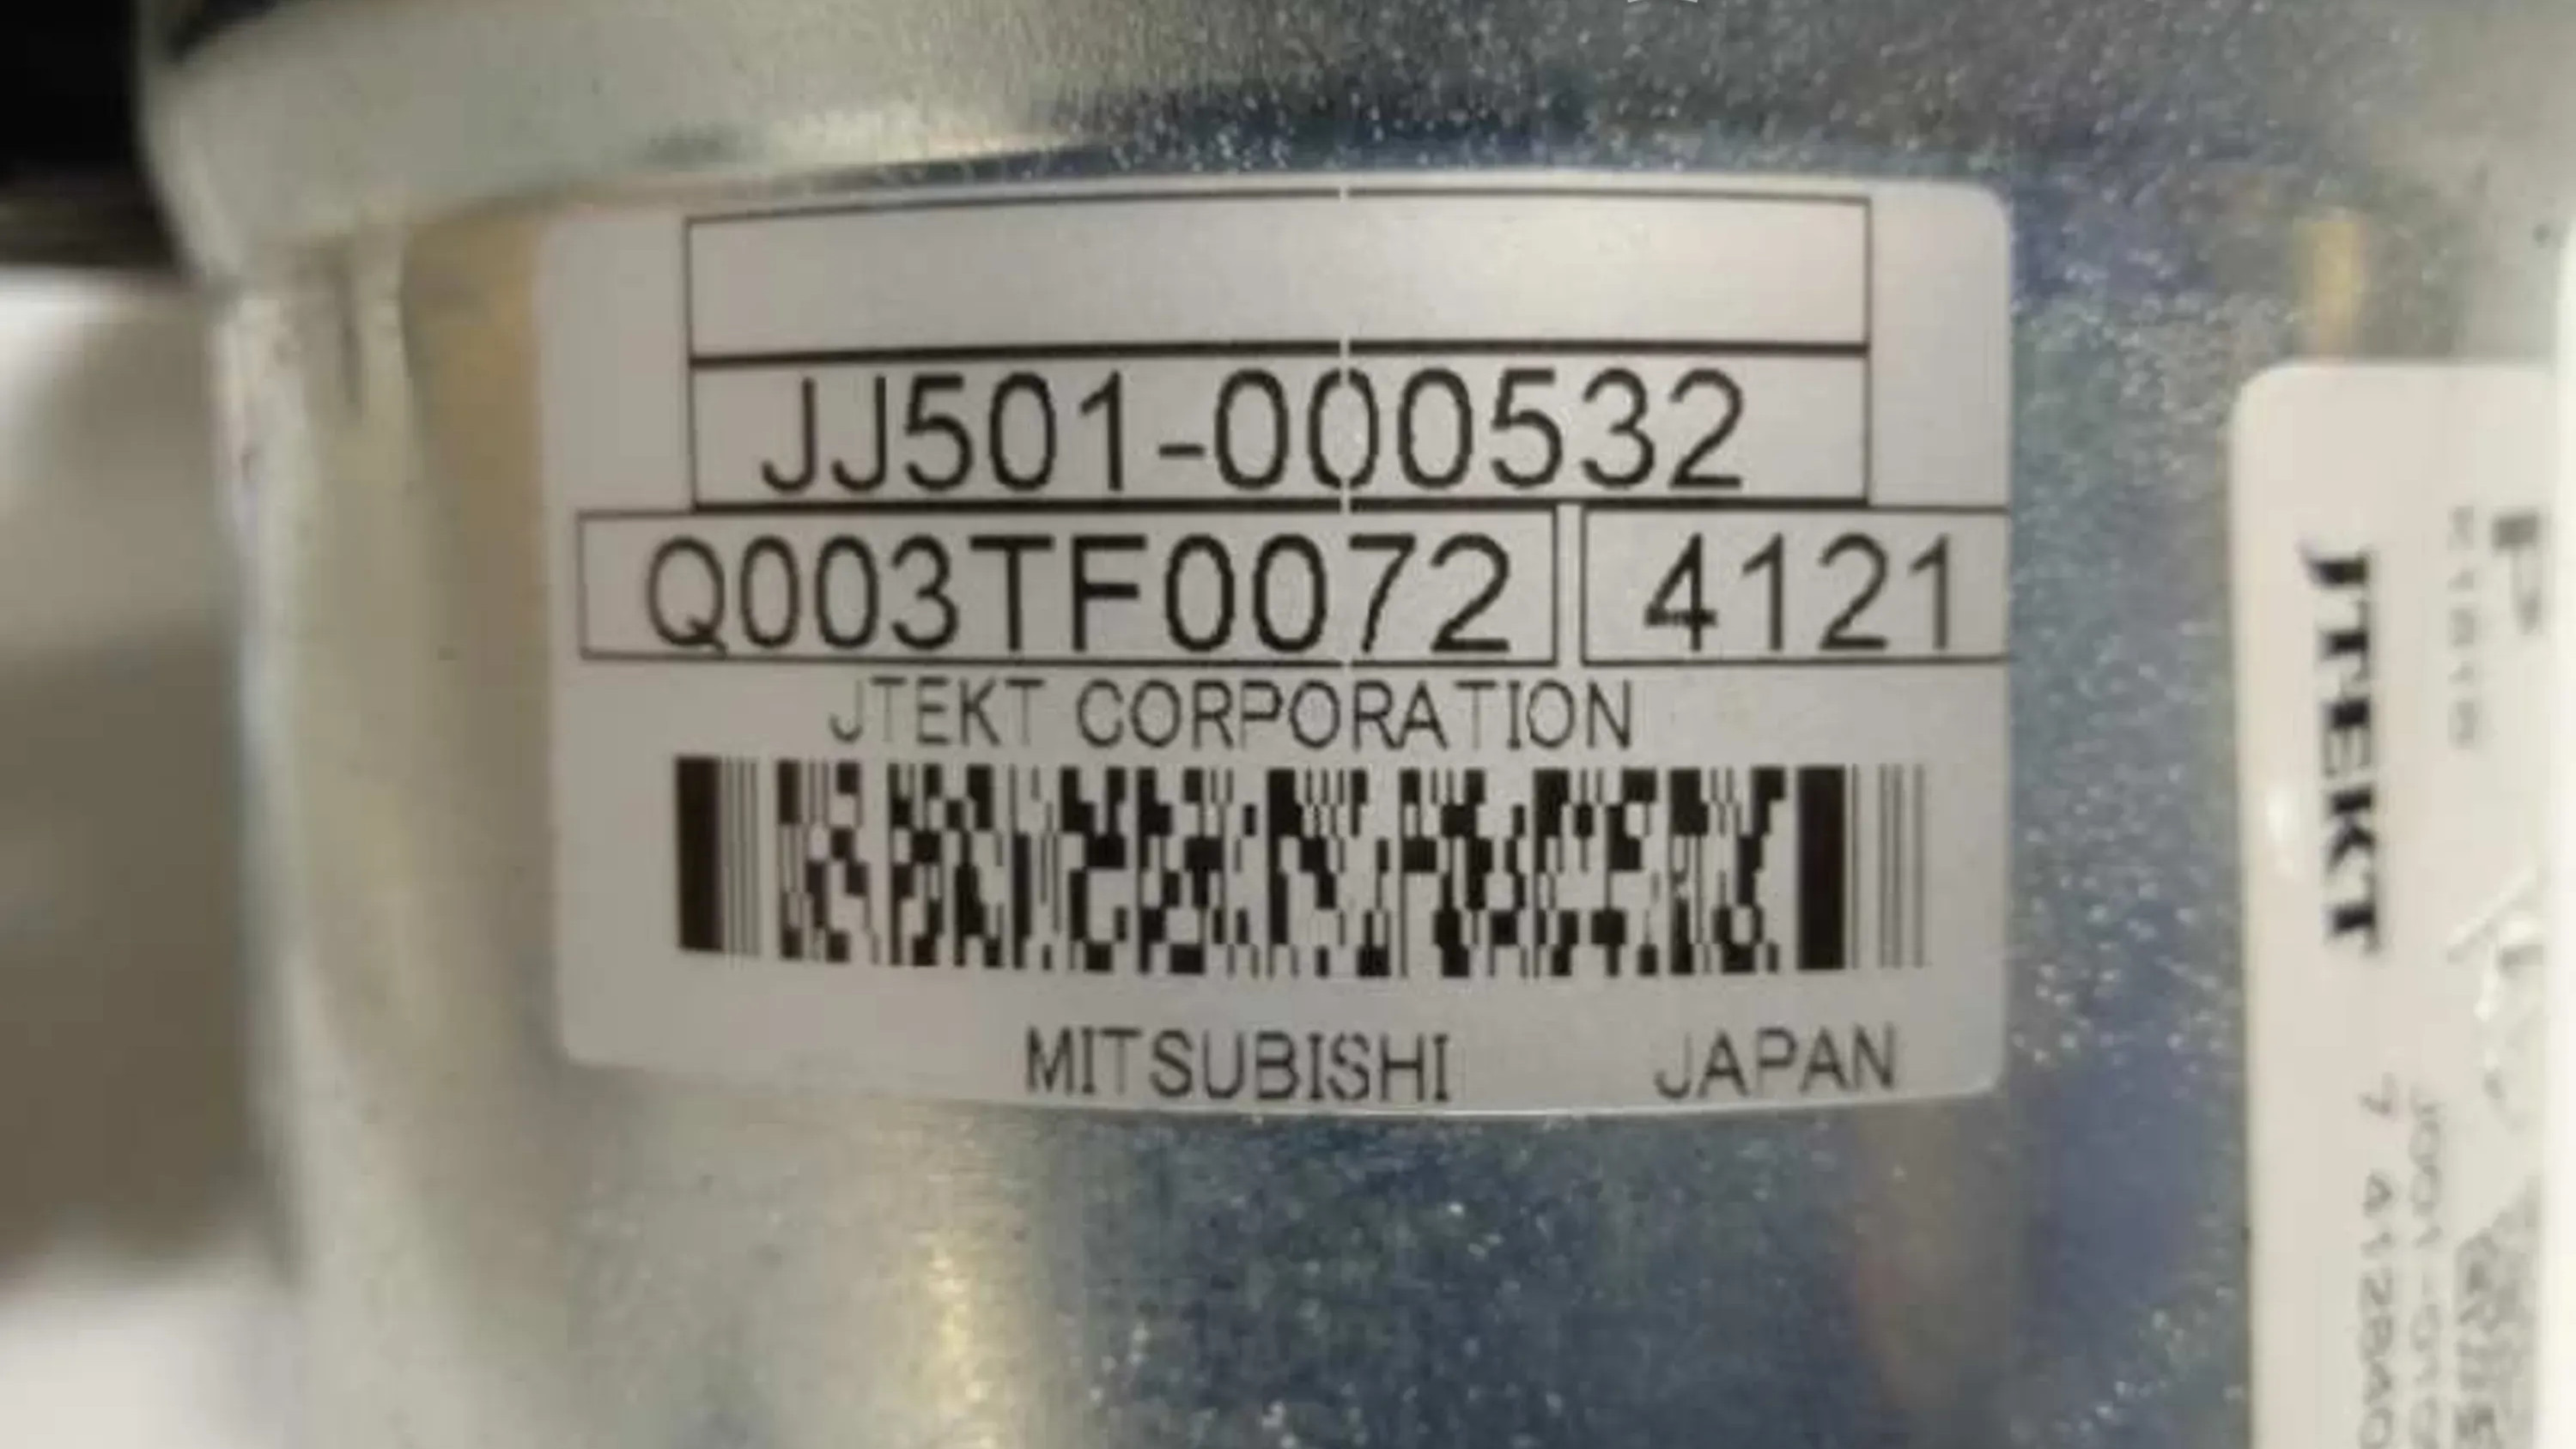 JJ501-000532
Q003TF0072 4121
JTEKT CORPORATION
MITSUBISHI JAPAN
JTEKT